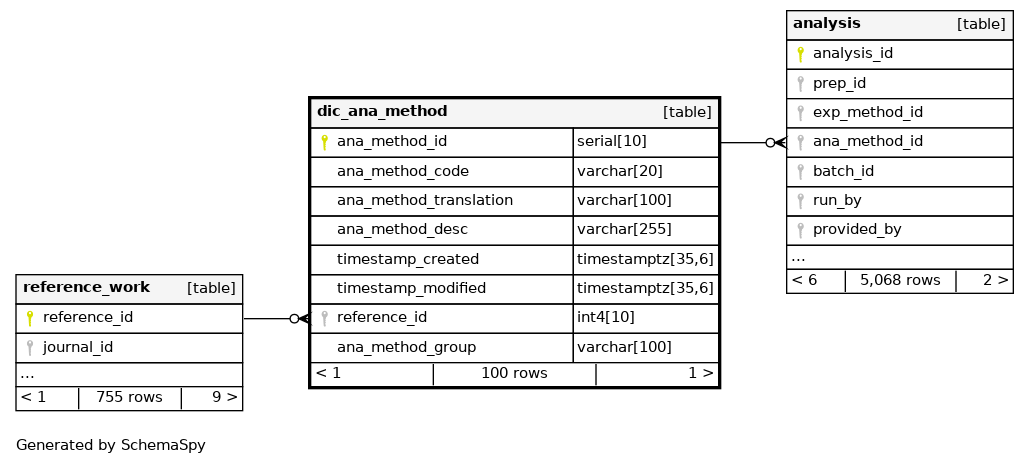 analysis [table]
analysis_id
prep_id
exp_method_id
ana_method_id
batch_id
run_by
provided_by
...
< 6 5,068 rows 2 >
dic_ana_method [table]
ana_method_id serial[10]
ana_method_code varchar[20]
ana_method_translation varchar[100]
ana_method_desc varchar[255]
timestamp_created timestamptz[35,6]
timestamp_modified timestamptz[35,6]
reference_id int4[10]
ana_method_group varchar[100]
< 1 100 rows 1 >
reference_work [table]
reference_id
journal_id
...
< 1 755 rows 9 >
Generated by SchemaSpy